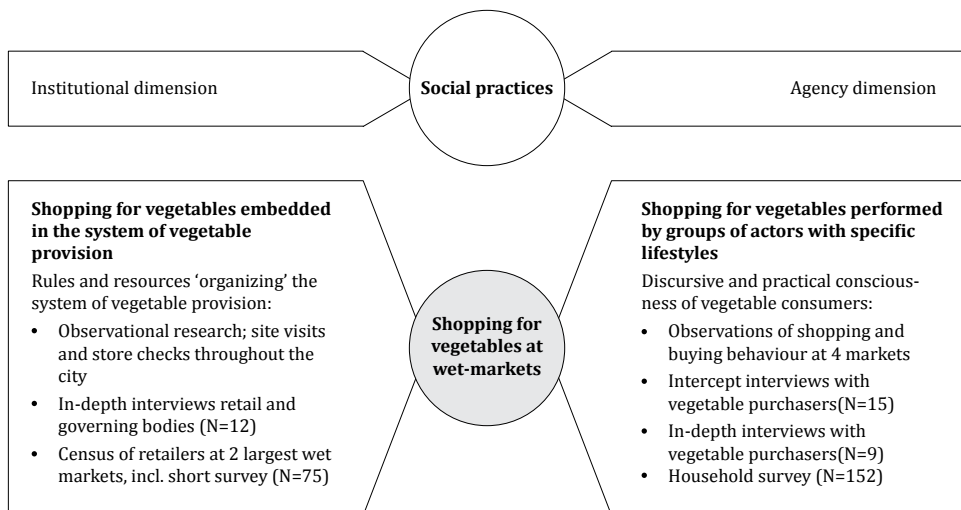 Institutional dimension
Social practices
Agency dimension
Shopping for vegetables embedded
in the system of vegetable
provision
Rules and resources ‘organizing’ the
system of vegetable provision:
• Observational research; site visits
and store checks throughout the
city
• In-depth interviews retail and
governing bodies (N=12)
• Census of retailers at 2 largest wet
markets, incl. short survey (N=75)
Shopping for
vegetables at
wet-markets
Shopping for vegetables performed
by groups of actors with specific
lifestyles
Discursive and practical conscious-
ness of vegetable consumers:
• Observations of shopping and
buying behaviour at 4 markets
• Intercept interviews with
vegetable purchasers(N=15)
• In-depth interviews with
vegetable purchasers(N=9)
• Household survey (N=152)